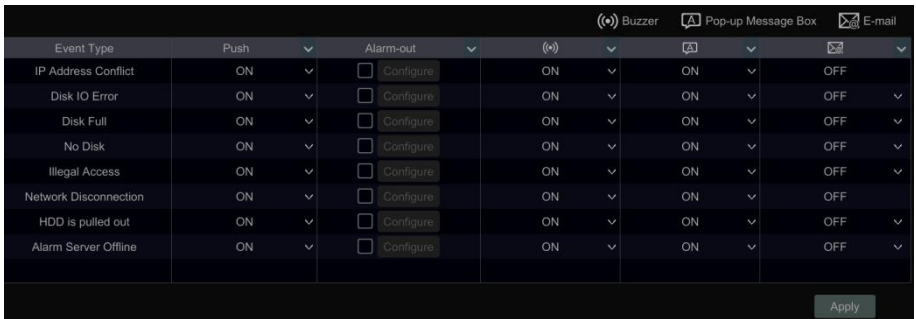 Buzzer Pop-up Message Box E-mail
Event Type Push Alarm-out
IP Address Conflict ON Configure ON ON OFF
Disk IO Error ON Configure ON ON OFF
Disk Full ON Configure ON ON OFF
No Disk ON Configure ON ON OFF
Illegal Access ON Configure ON ON OFF
Network Disconnection ON Configure ON ON OFF
HDD is pulled out ON Configure ON ON OFF
Alarm Server Offline ON Configure ON ON OFF
Apply